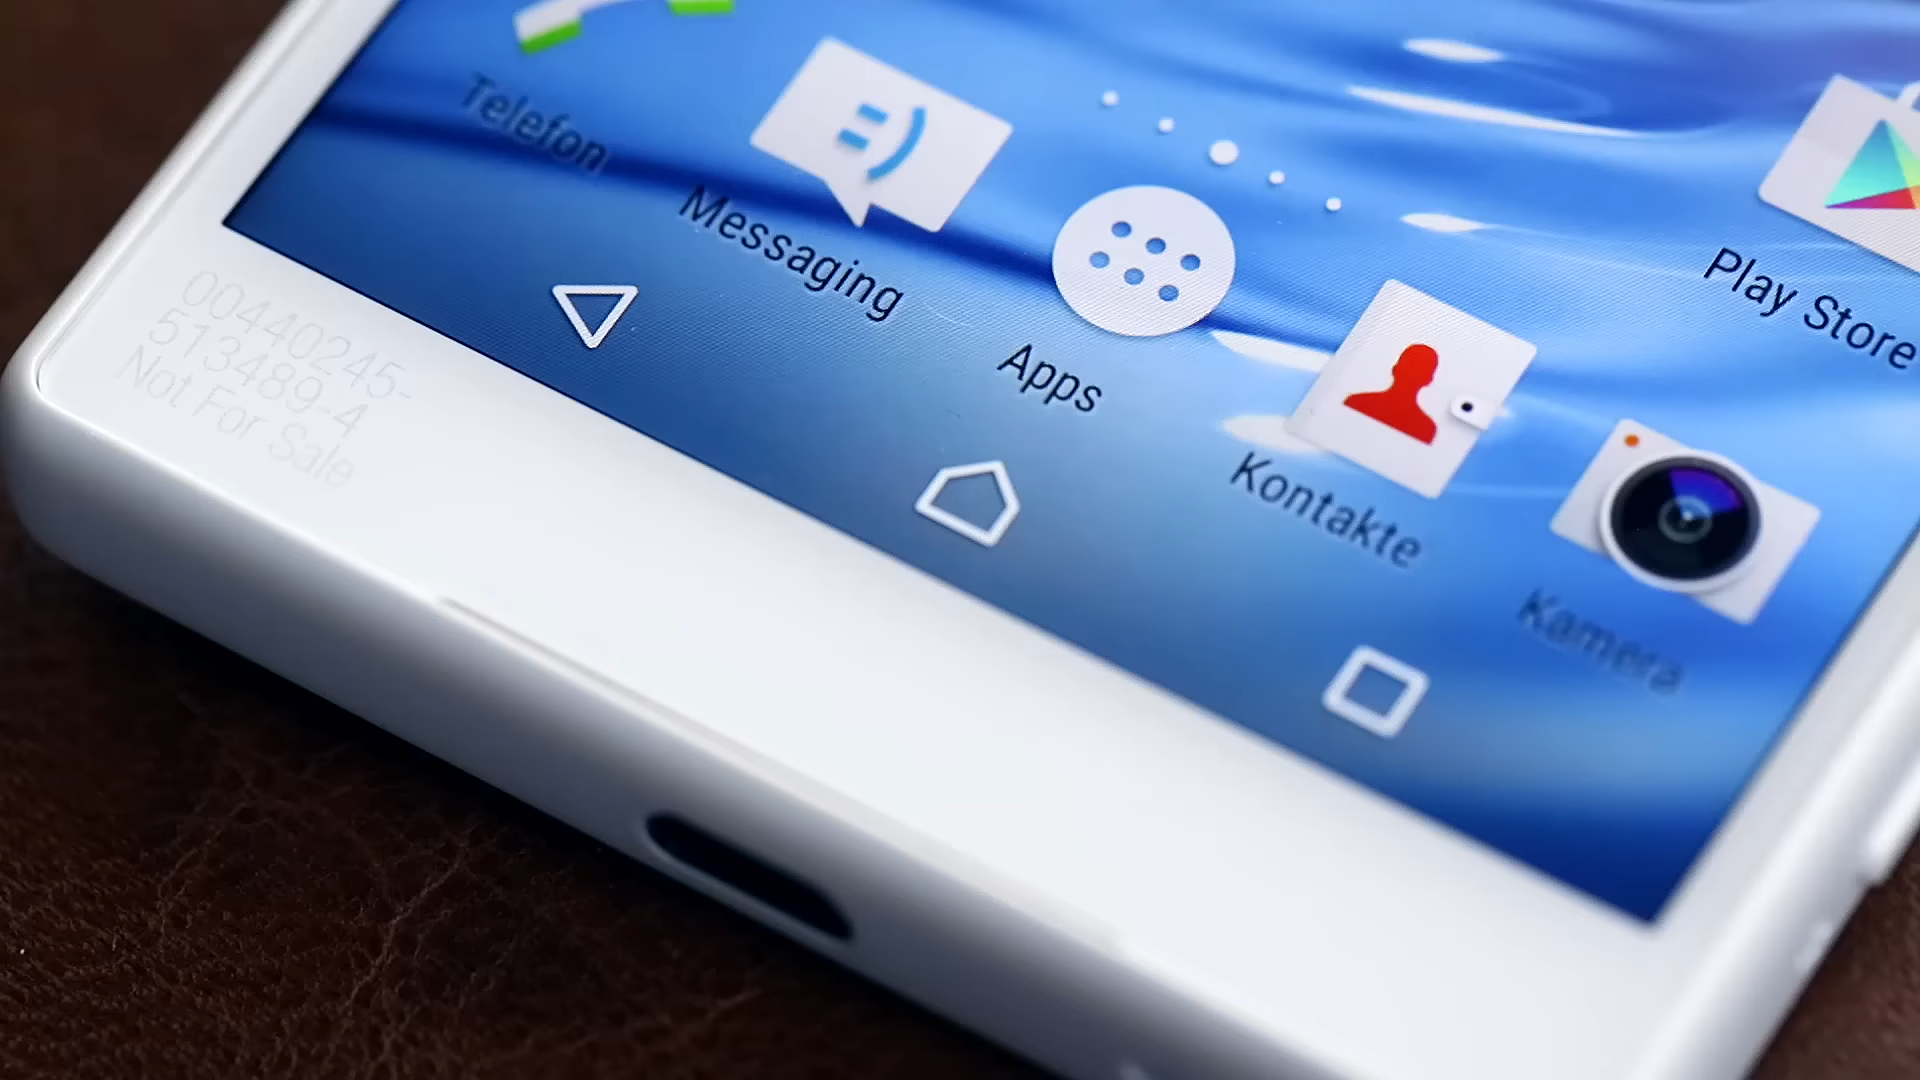 Telefon
Messaging
Apps
Kontakte
Kamera
Play Store
00440245-
513489-4
Not For Sale